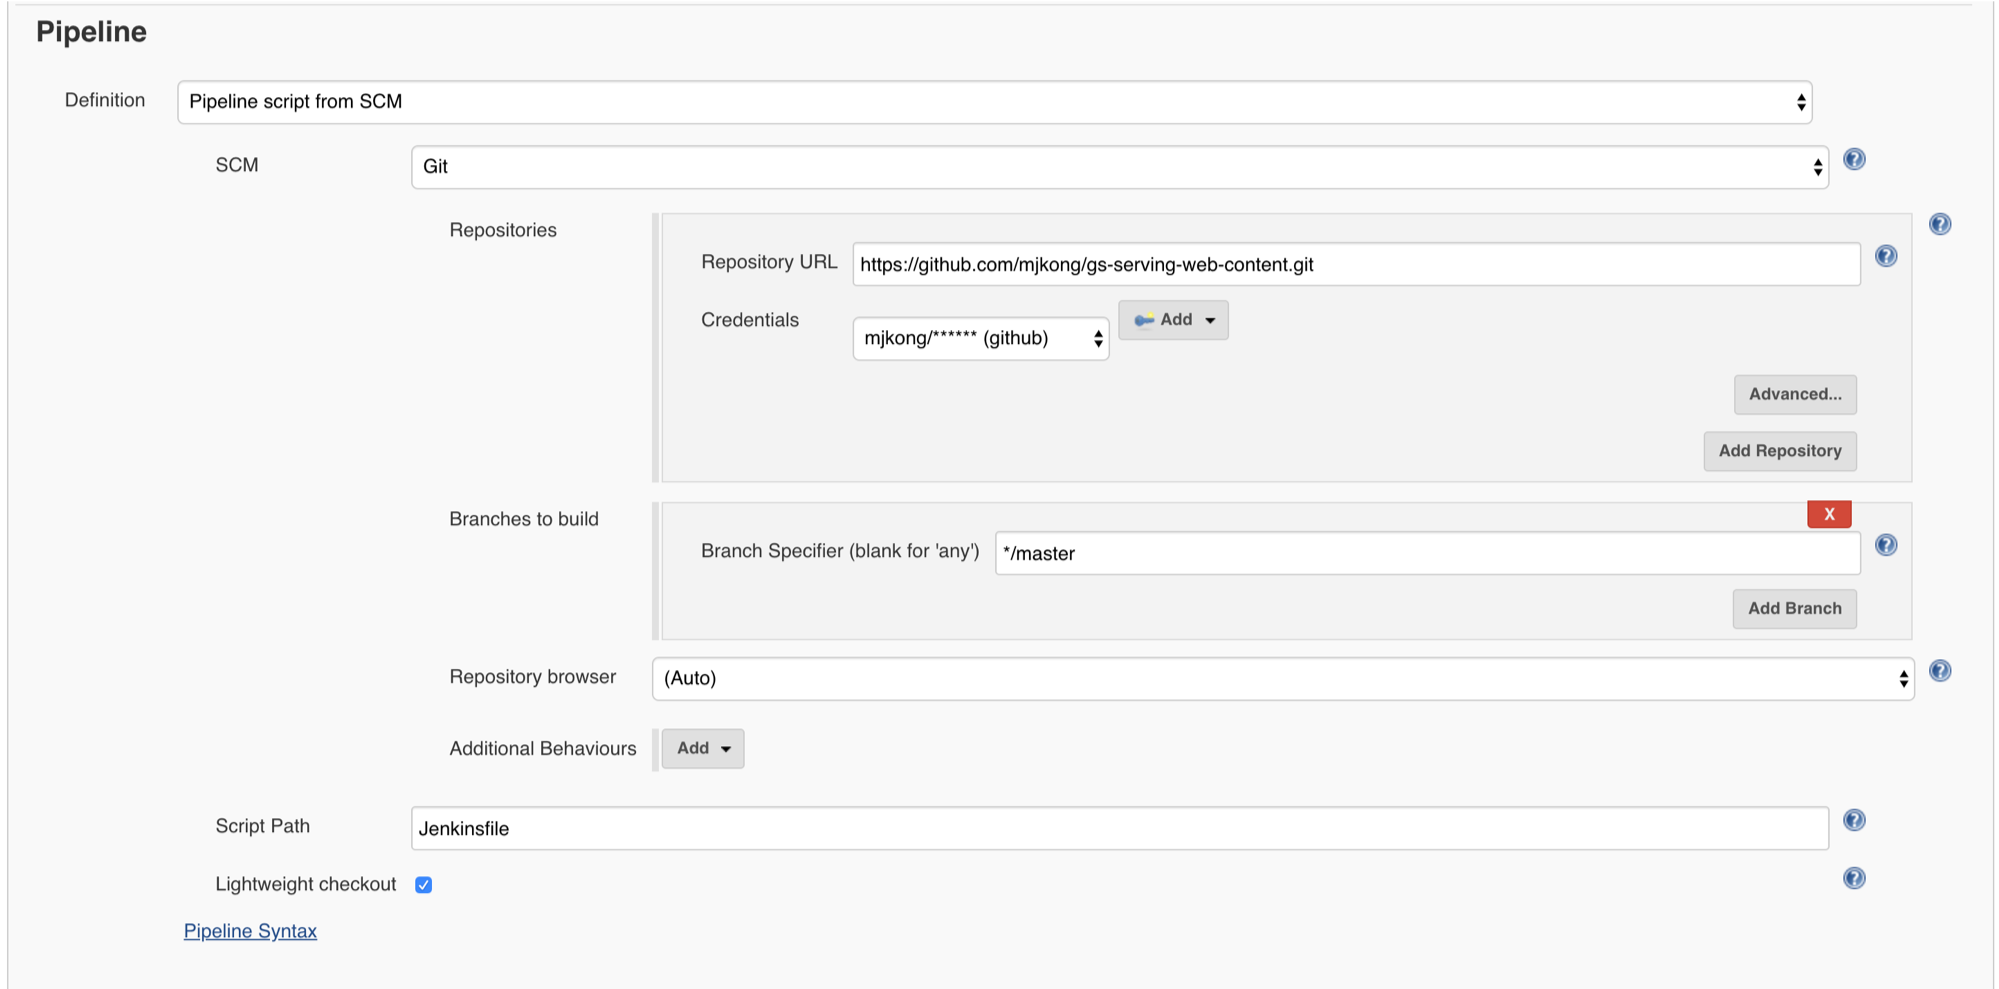 Pipeline
Definition
Pipeline script from SCM
SCM
Git
Repositories
Repository URL
https://github.com/mjkong/gs-serving-web-content.git
Credentials
mjkong/****** (github)
Add
Advanced...
Add Repository
Branches to build
X
Branch Specifier (blank for 'any')
*/master
Add Branch
Repository browser
(Auto)
Additional Behaviours
Add
Script Path
Jenkinsfile
Lightweight checkout
Pipeline Syntax